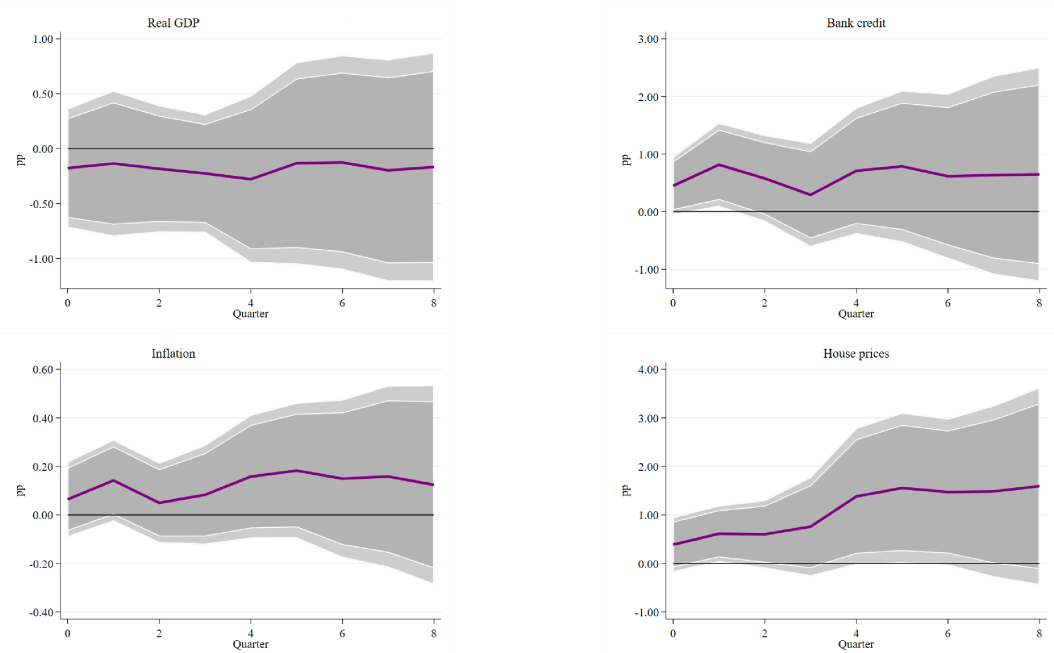 Real GDP
1.00
0.50
0.00
-0.50
-1.00
pp
0 2 4 6 8
Quarter
Bank credit
3.00
2.00
1.00
0.00
-1.00
pp
0 2 4 6 8
Quarter
Inflation
0.60
0.40
0.20
0.00
-0.20
-0.40
pp
0 2 4 6 8
Quarter
House prices
4.00
3.00
2.00
1.00
0.00
-1.00
pp
0 2 4 6 8
Quarter